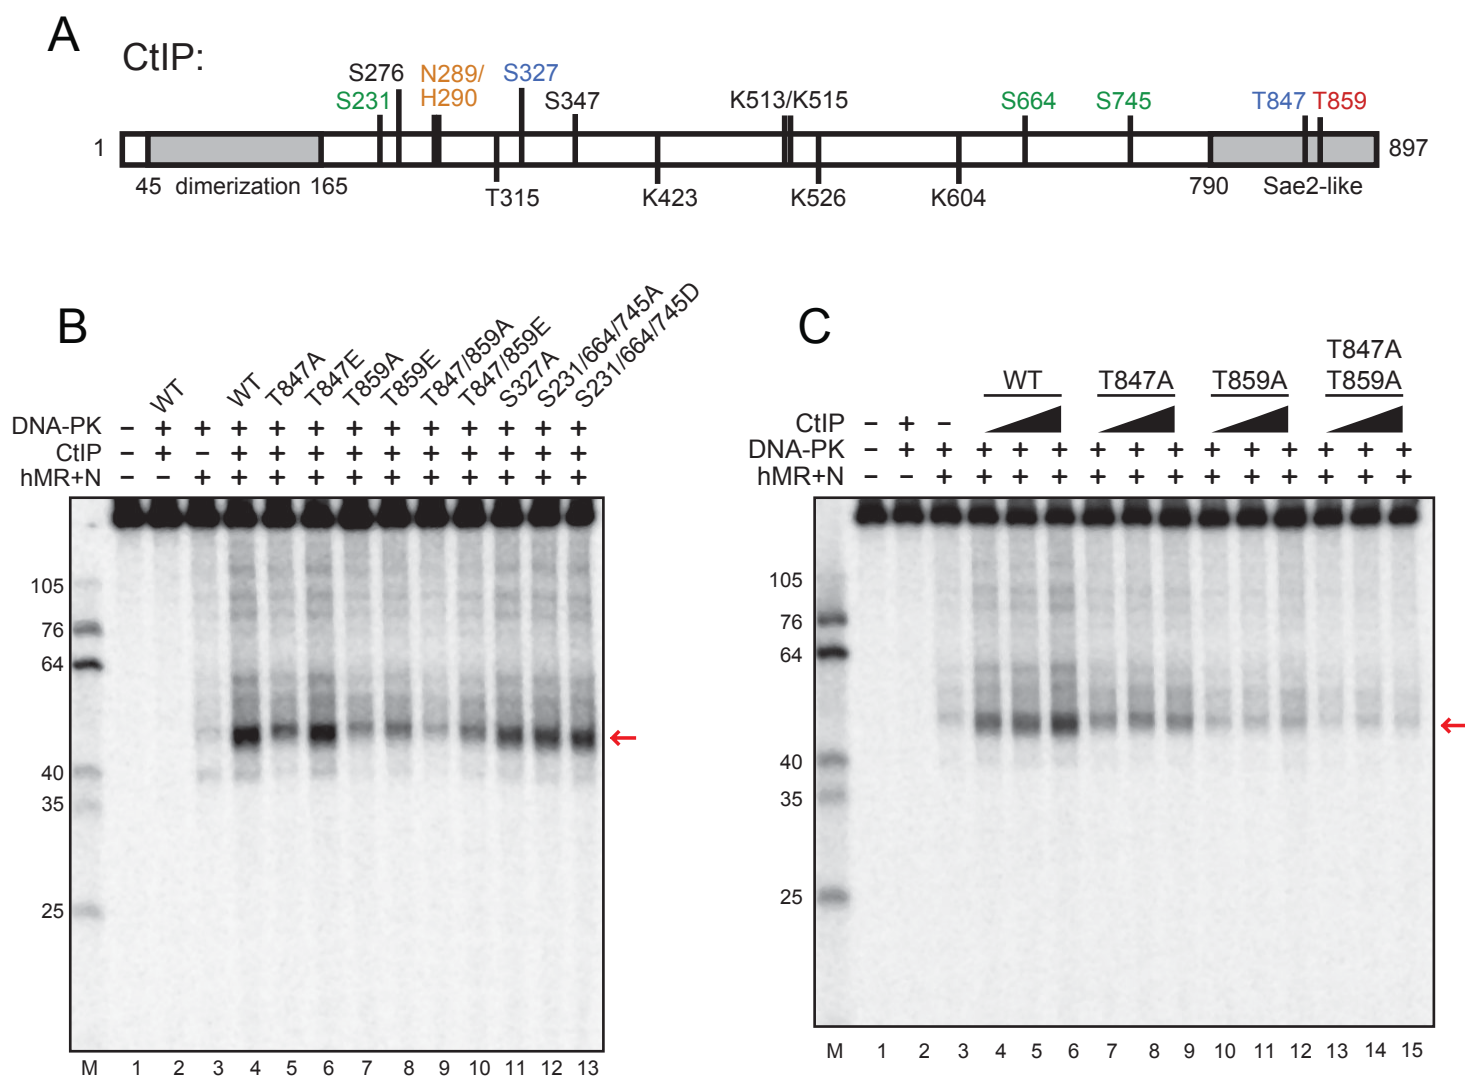 A
CtIP:
S276 N289/ S327
S231 H290 S347 K513/K515 S664 S745 T847 T859
1 897
45 dimerization 165 T315 K423 K526 K604 790 Sae2-like
B
WT WT T847A T847E T859A T859E T847/859A T847/859E S327A S231/664/745A S231/664/745D
DNA-PK – + + + + + + + + + + + +
CtIP – + – + + + + + + + + + +
hMR+N – – + + + + + + + + + + +
105
76
64
40
35
25
M 1 2 3 4 5 6 7 8 9 10 11 12 13
C
T847A
WT T847A T859A T859A
CtIP – + –
DNA-PK – + + + + + + + + + + + + + +
hMR+N – – + + + + + + + + + + + + +
105
76
64
40
35
25
M 1 2 3 4 5 6 7 8 9 10 11 12 13 14 15